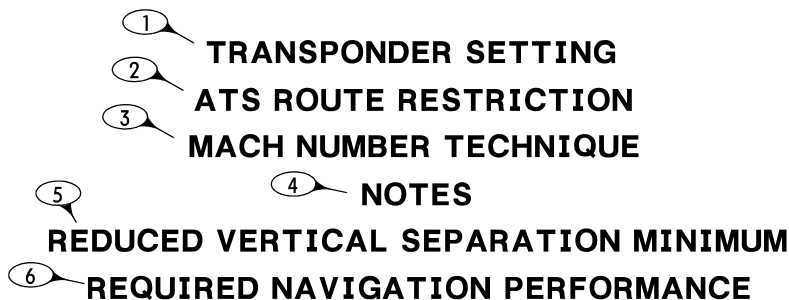 1 TRANSPONDER SETTING
2 ATS ROUTE RESTRICTION
3 MACH NUMBER TECHNIQUE
4 NOTES
5 REDUCED VERTICAL SEPARATION MINIMUM
6 REQUIRED NAVIGATION PERFORMANCE